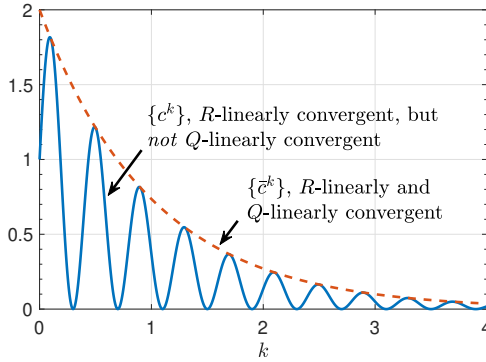 2
1.5
1
0.5
0
{c^k}, R-linearly convergent, but
not Q-linearly convergent
{c̄^k}, R-linearly and
Q-linearly convergent
0 1 2 3 4
k